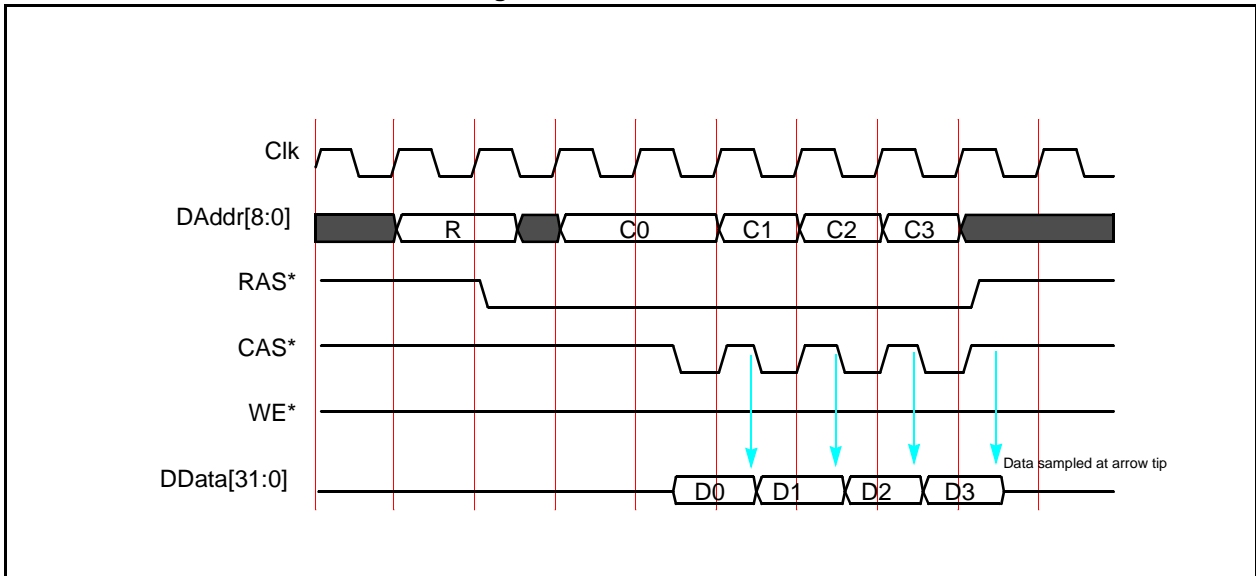 Clk
DAddr[8:0]
R
C0
C1
C2
C3
RAS*
CAS*
WE*
Data sampled at arrow tip
DData[31:0]
D0
D1
D2
D3